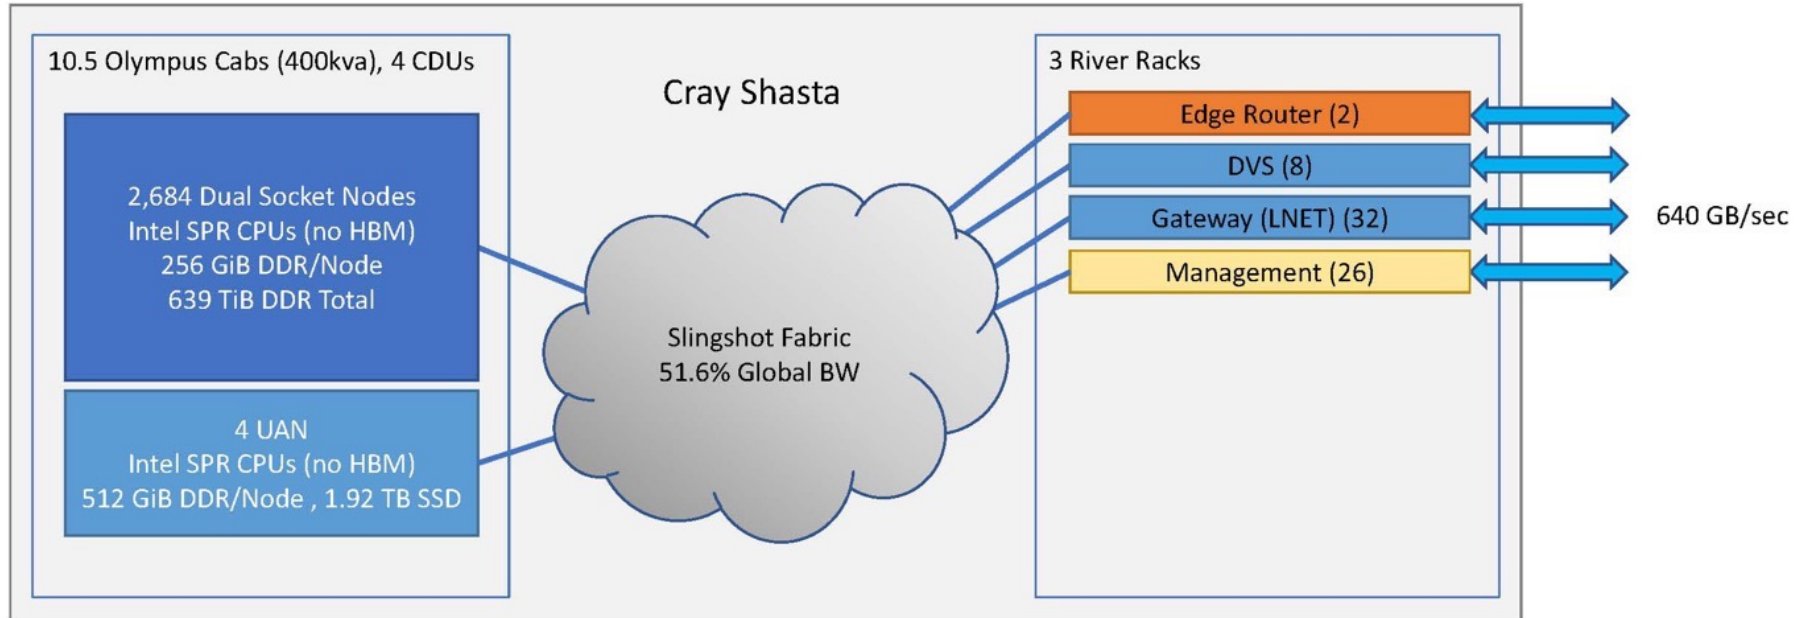 10.5 Olympus Cabs (400kva), 4 CDUs
2,684 Dual Socket Nodes
Intel SPR CPUs (no HBM)
256 GiB DDR/Node
639 TiB DDR Total
4 UAN
Intel SPR CPUs (no HBM)
512 GiB DDR/Node , 1.92 TB SSD
Cray Shasta
Slingshot Fabric
51.6% Global BW
3 River Racks
Edge Router (2)
DVS (8)
Gateway (LNET) (32)
Management (26)
640 GB/sec